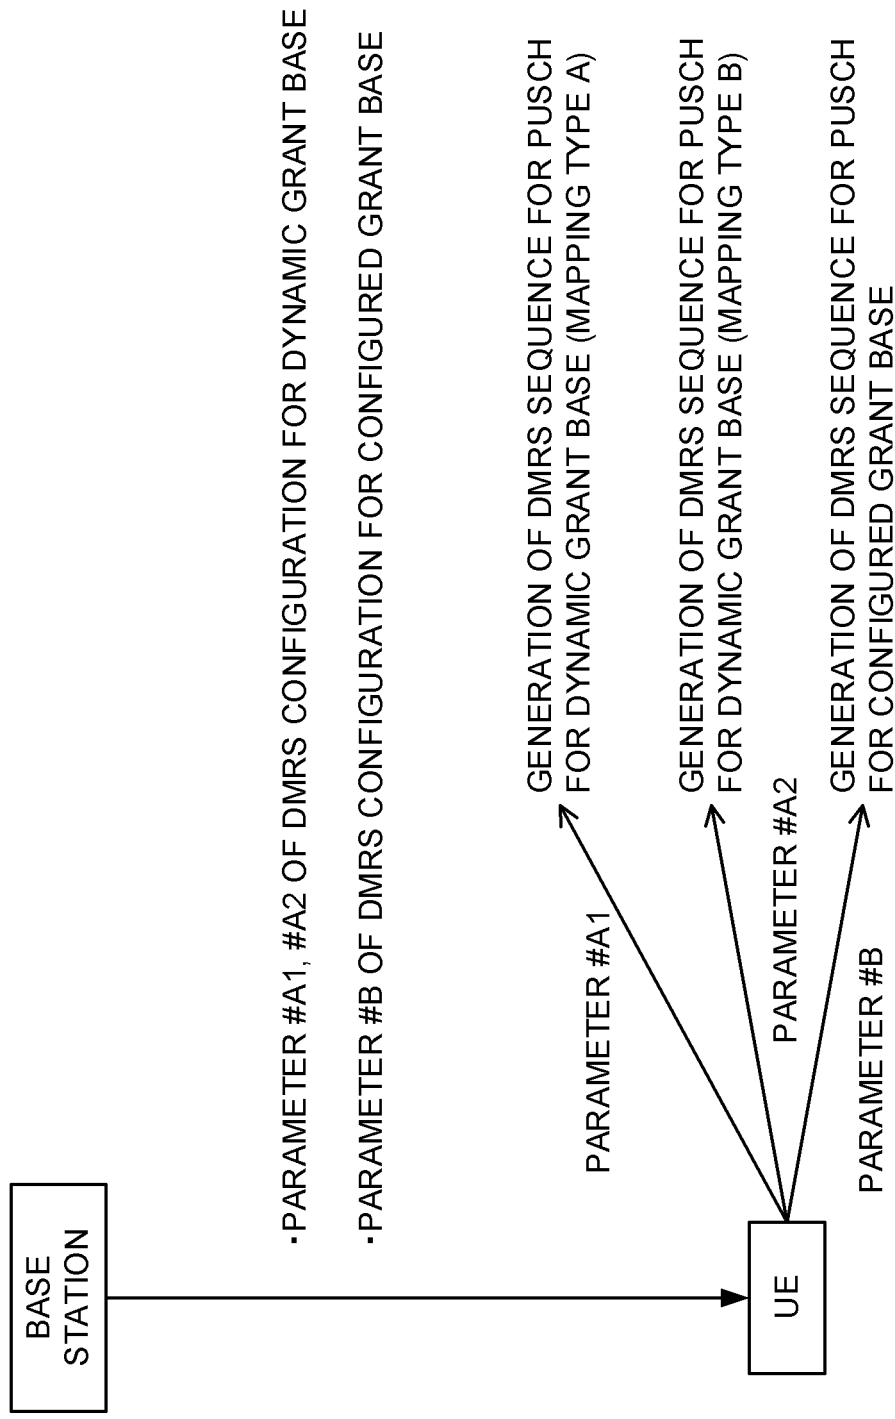 BASE
STATION
·PARAMETER #A1, #A2 OF DMRS CONFIGURATION FOR DYNAMIC GRANT BASE
·PARAMETER #B OF DMRS CONFIGURATION FOR CONFIGURED GRANT BASE
GENERATION OF DMRS SEQUENCE FOR PUSCH
FOR DYNAMIC GRANT BASE (MAPPING TYPE A)
PARAMETER #A1
GENERATION OF DMRS SEQUENCE FOR PUSCH
FOR DYNAMIC GRANT BASE (MAPPING TYPE B)
PARAMETER #A2
UE
GENERATION OF DMRS SEQUENCE FOR PUSCH
FOR CONFIGURED GRANT BASE
PARAMETER #B